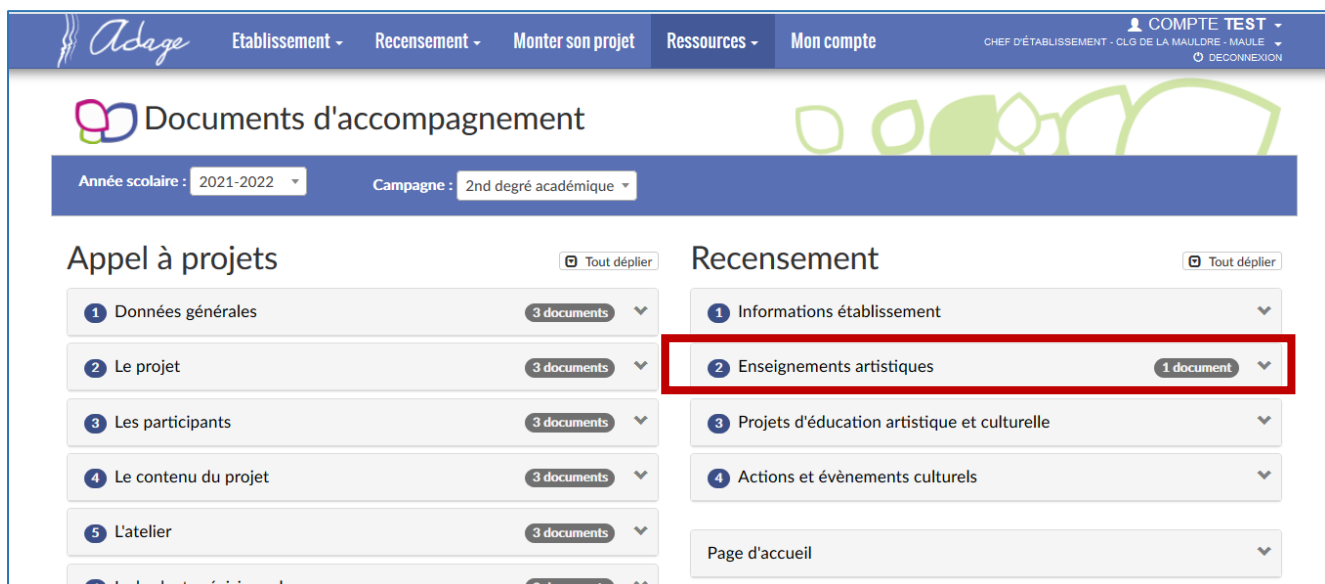 Adage
Etablissement
Recensement
Monter son projet
Ressources
Mon compte
COMPTE TEST
CHEF D'ÉTABLISSEMENT - CLG DE LA MAULDRE - MAULE
DECONNEXION
Documents d'accompagnement
Année scolaire : 2021-2022
Campagne : 2nd degré académique
Appel à projets
Tout déplier
1 Données générales 3 documents
2 Le projet 3 documents
3 Les participants 3 documents
4 Le contenu du projet 3 documents
5 L'atelier 3 documents
Recensement
Tout déplier
1 Informations établissement
2 Enseignements artistiques 1 document
3 Projets d'éducation artistique et culturelle
4 Actions et évènements culturels
Page d'accueil